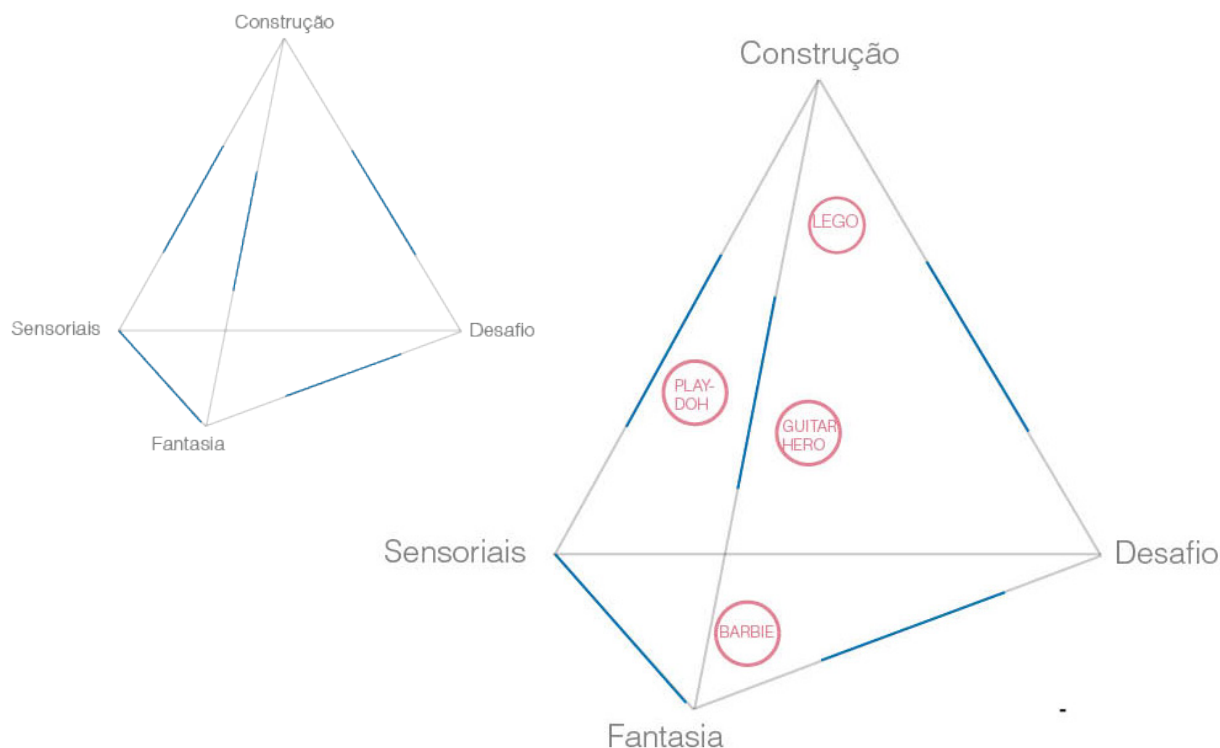 Construção
Sensoriais
Desafio
Fantasia
Construção
LEGO
PLAY-
DOH
GUITAR
HERO
Sensoriais
Desafio
BARBIE
Fantasia
-